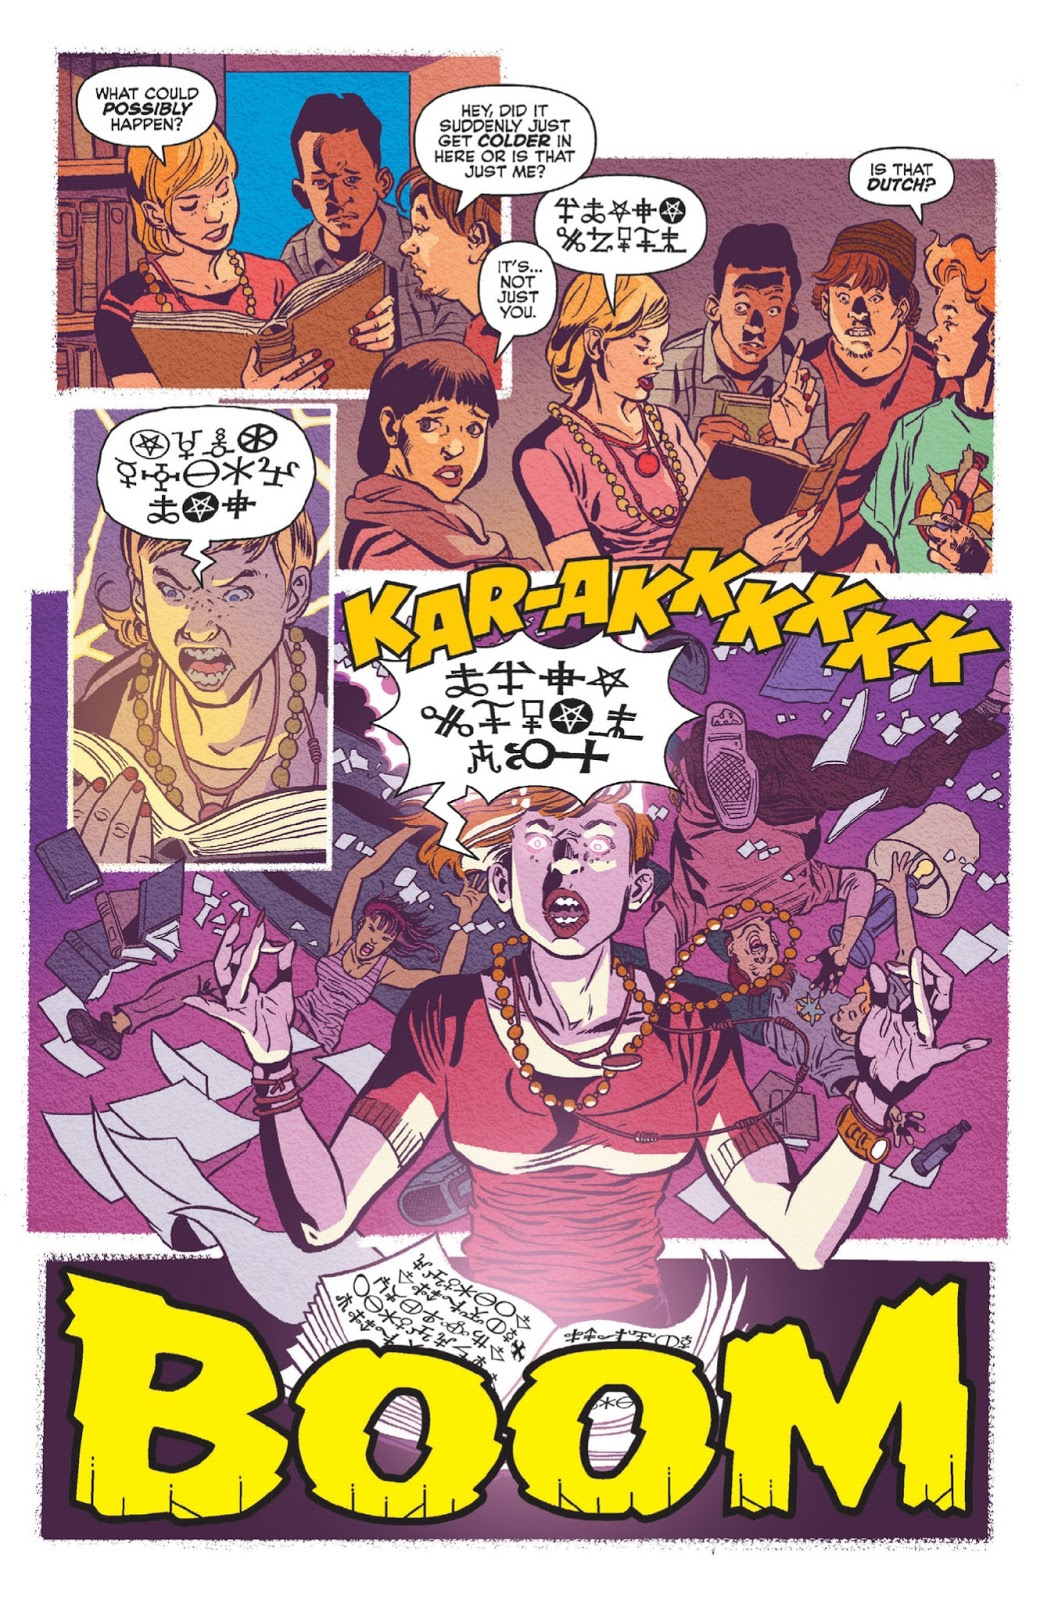 WHAT COULD
POSSIBLY
HAPPEN?
HEY, DID IT
SUDDENLY JUST
GET COLDER IN
HERE OR IS THAT
JUST ME?
IT'S...
NOT
JUST
YOU.
IS THAT
DUTCH?
KAR-AKXXXXXX
BOOM